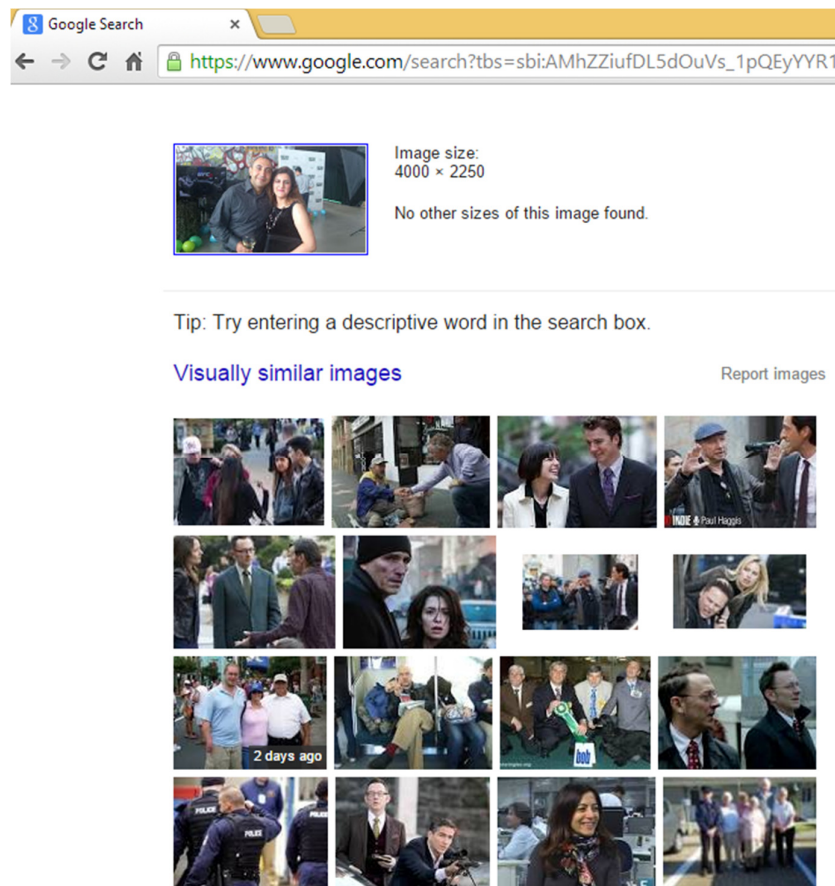 Google Search
https://www.google.com/search?tbs=sbi:AMhZZiufDL5dOuVs_1pQEyYYR1
Image size:
4000 × 2250
No other sizes of this image found.
Tip: Try entering a descriptive word in the search box.
Visually similar images
Report images
INDIE Paul Haggis
2 days ago
bob
POLICE
POLICE